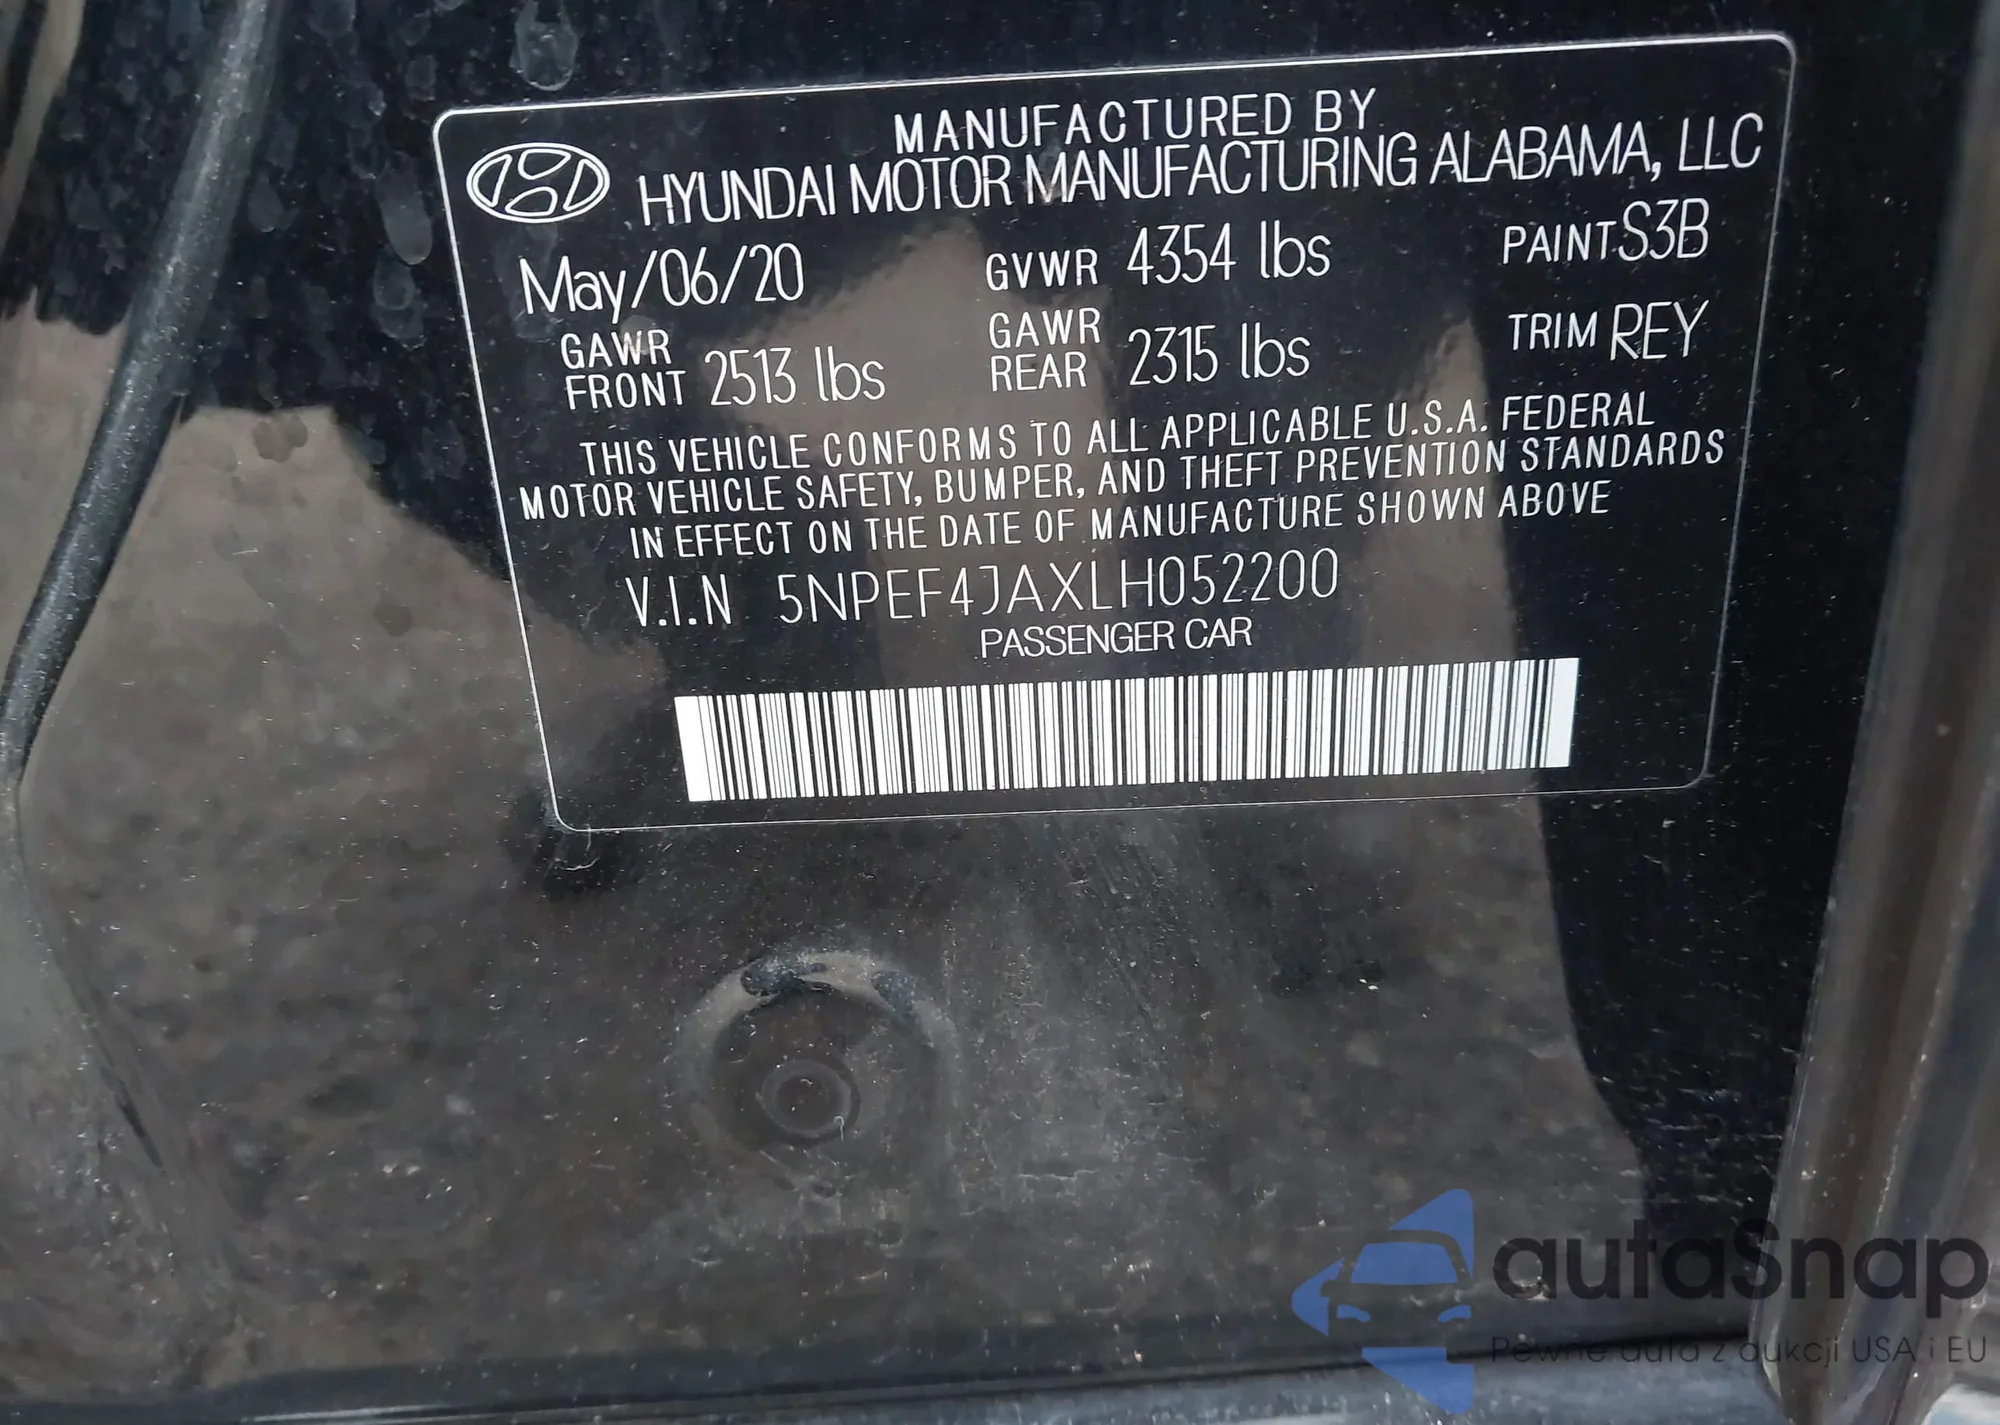 MANUFACTURED BY
HYUNDAI MOTOR MANUFACTURING ALABAMA, LLC
May/06/20 GVWR 4354 lbs PAINT S3B
GAWR FRONT 2513 lbs GAWR REAR 2315 lbs TRIM REY
THIS VEHICLE CONFORMS TO ALL APPLICABLE U.S.A. FEDERAL
MOTOR VEHICLE SAFETY, BUMPER, AND THEFT PREVENTION STANDARDS
IN EFFECT ON THE DATE OF MANUFACTURE SHOWN ABOVE
V.I.N 5NPEF4JAXLH052200
PASSENGER CAR
autaSnap
Pewne auta z aukcji USA i EU